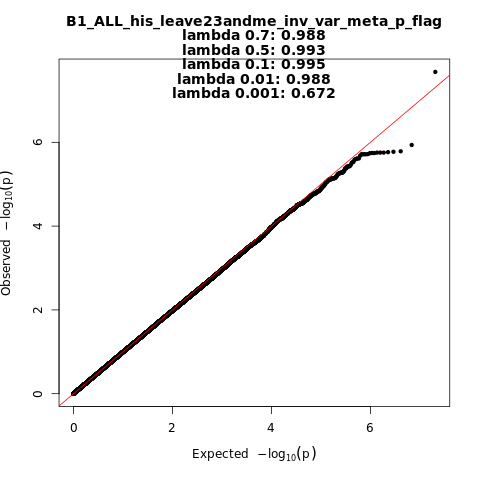 B1_ALL_his_leave23andme_inv_var_meta_p_flag
lambda 0.7: 0.988
lambda 0.5: 0.993
lambda 0.1: 0.995
lambda 0.01: 0.988
lambda 0.001: 0.672
Observed −log10(p)
6
4
2
0
0 2 4 6
Expected −log10(p)